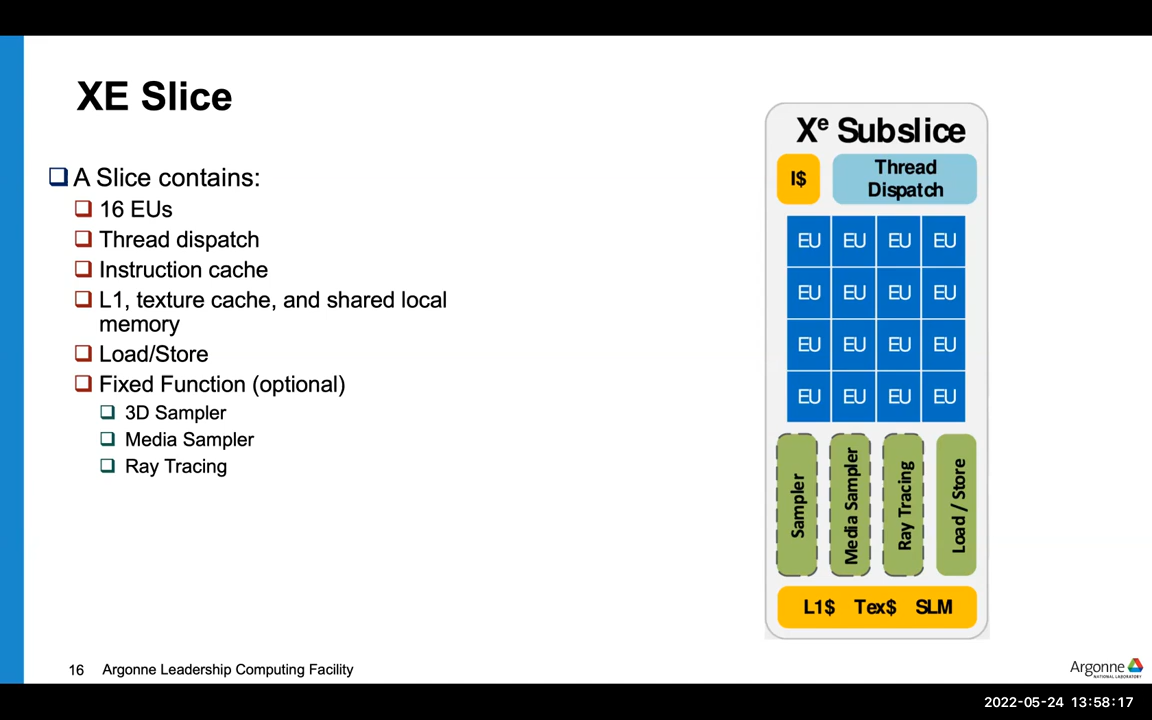 XE Slice
A Slice contains:
16 EUs
Thread dispatch
Instruction cache
L1, texture cache, and shared local
memory
Load/Store
Fixed Function (optional)
3D Sampler
Media Sampler
Ray Tracing
Xe Subslice
I$
Thread
Dispatch
EU EU EU EU
EU EU EU EU
EU EU EU EU
EU EU EU EU
Sampler
Media Sampler
Ray Tracing
Load / Store
L1$ Tex$ SLM
16 Argonne Leadership Computing Facility
Argonne
NATIONAL LABORATORY
2022-05-24 13:58:17